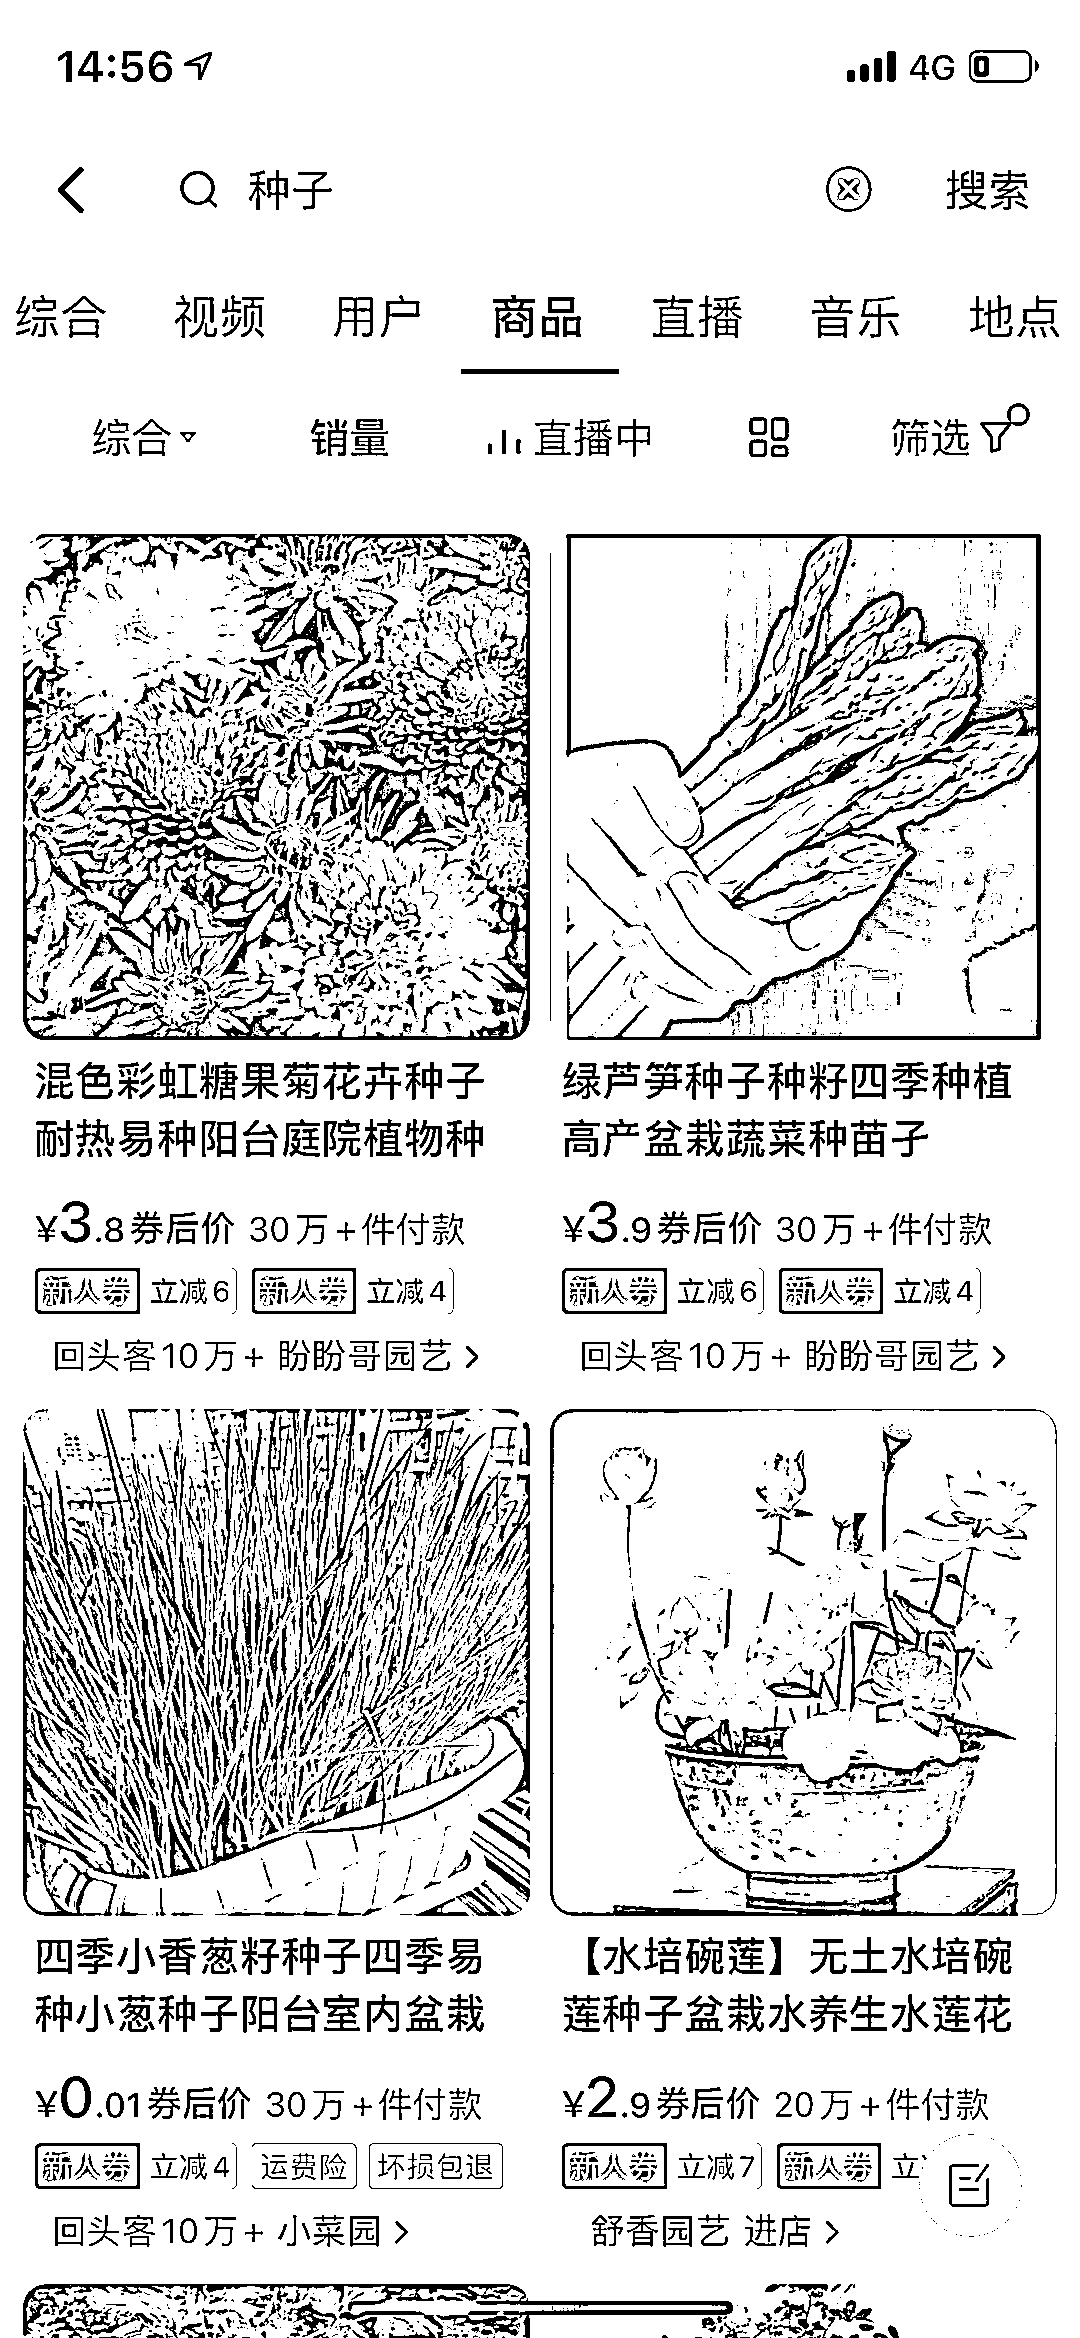 14:56 4G
种子 搜索
综合 视频 用户 商品 直播 音乐 地点
综合 销量 直播中 筛选
混色彩虹糖果菊花卉种子
耐热易种阳台庭院植物种
¥3.8券后价 30万+件付款
新人券 立减6 新人券 立减4
回头客10万+ 盼盼哥园艺 >
绿芦笋种子种籽四季种植
高产盆栽蔬菜种苗孑
¥3.9券后价 30万+件付款
新人券 立减6 新人券 立减4
回头客10万+ 盼盼哥园艺 >
四季小香葱籽种子四季易
种小葱种子阳台室内盆栽
¥0.01券后价 30万+件付款
新人券 立减4 运费险 坏损包退
回头客10万+ 小菜园 >
【水培碗莲】无土水培碗
莲种子盆栽水养生水莲花
¥2.9券后价 20万+件付款
新人券 立减7 新人券 立
舒香园艺 进店 >